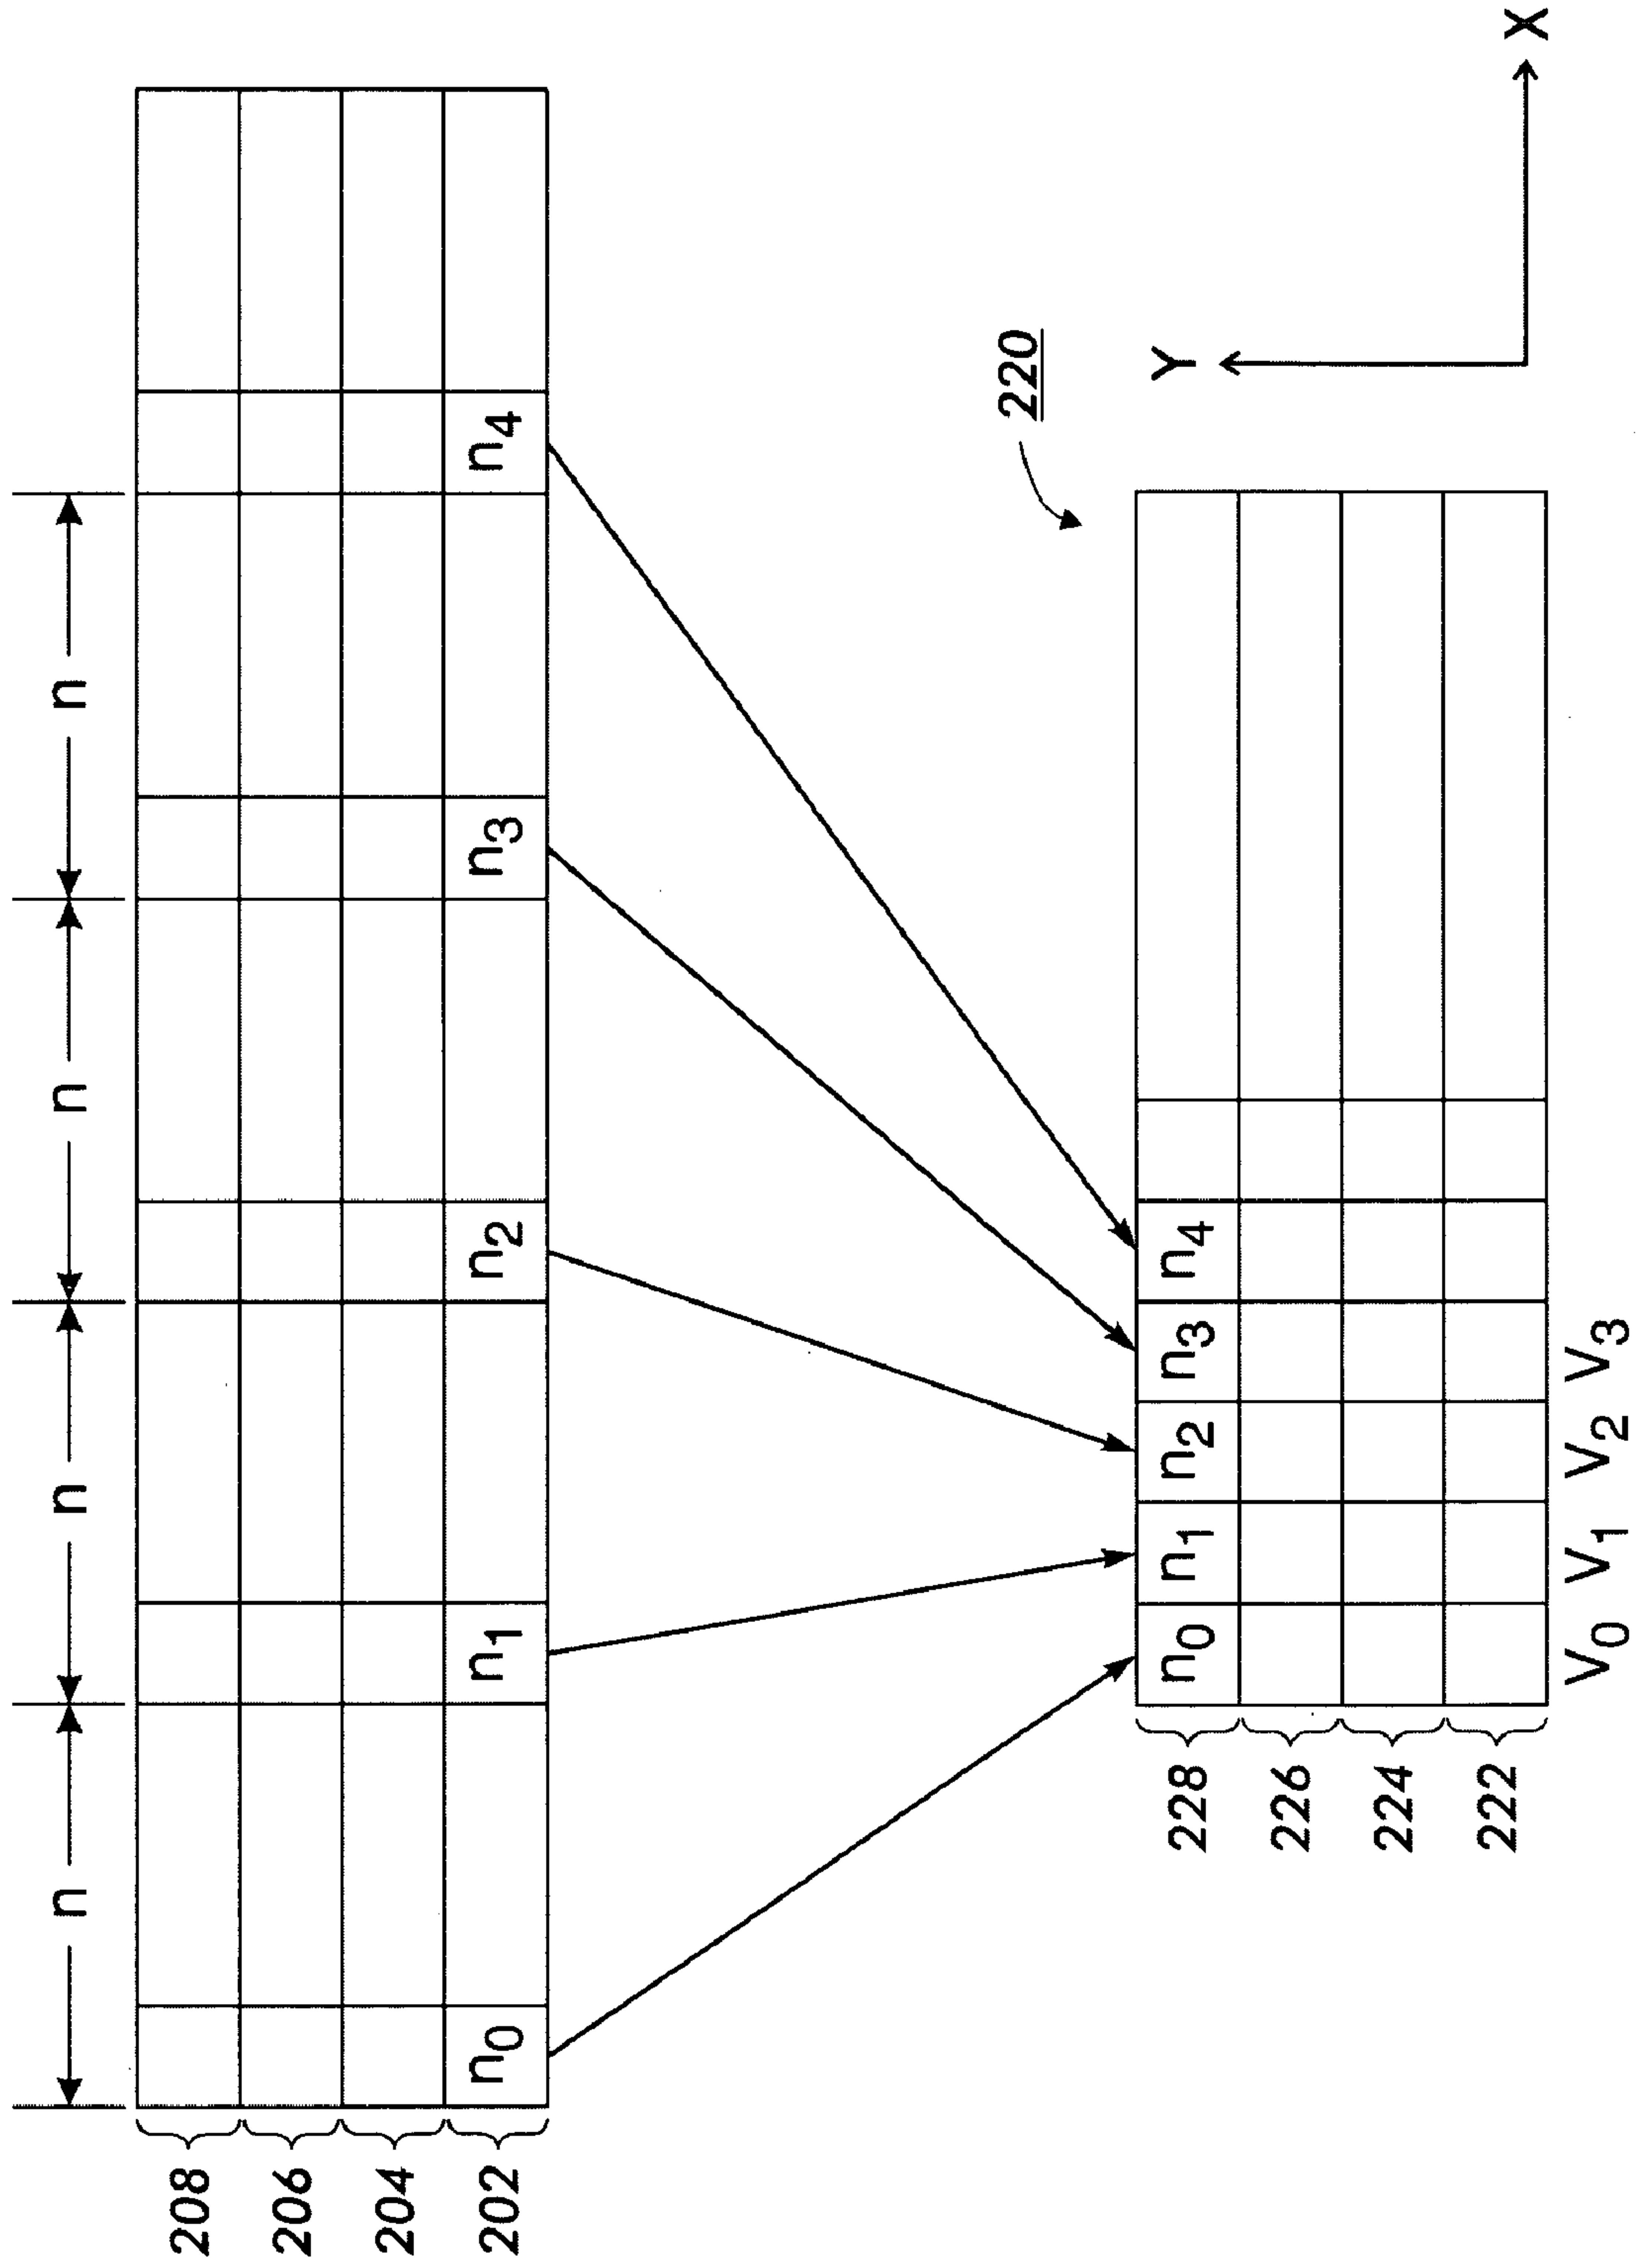 n n n n
208
206
204
202 n₀ n₁ n₂ n₃ n₄
220
Y
228 n₀ n₁ n₂ n₃ n₄
226
224
222
X
V₀ V₁ V₂ V₃